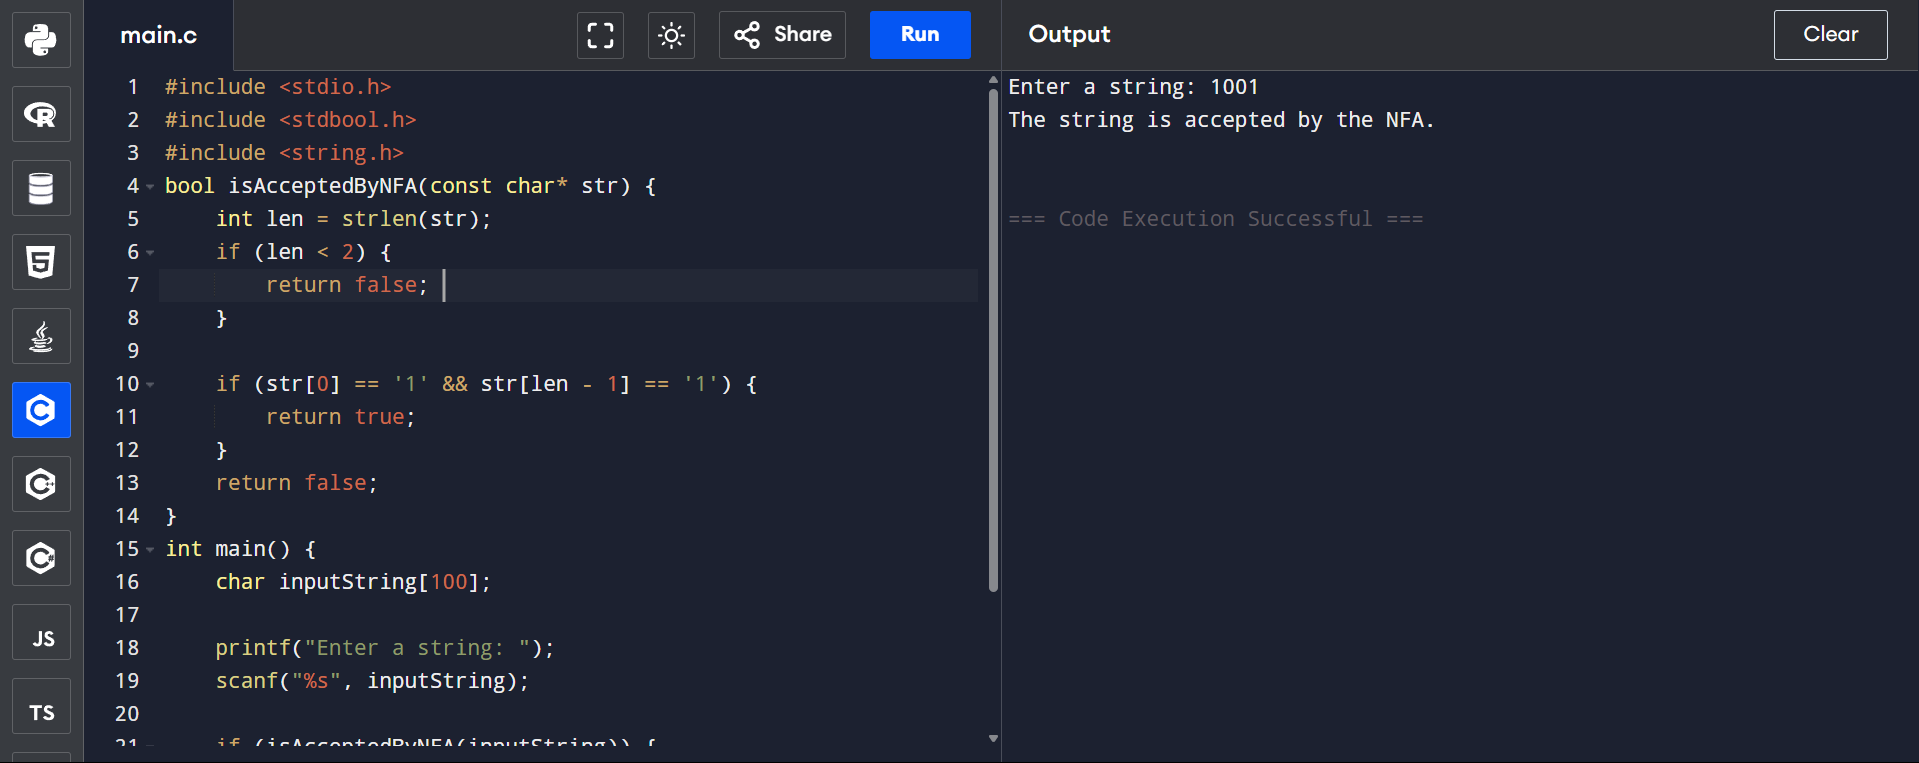 main.c
Share
Run
Output
Clear
1 #include <stdio.h>
2 #include <stdbool.h>
3 #include <string.h>
4 bool isAcceptedByNFA(const char* str) {
5     int len = strlen(str);
6     if (len < 2) {
7         return false;
8     }
9
10     if (str[0] == '1' && str[len - 1] == '1') {
11         return true;
12     }
13     return false;
14 }
15 int main() {
16     char inputString[100];
17
18     printf("Enter a string: ");
19     scanf("%s", inputString);
20
21     if (isAcceptedByNFA(inputString)) {
Enter a string: 1001
The string is accepted by the NFA.
=== Code Execution Successful ===
R
5
C
C++
C#
JS
TS